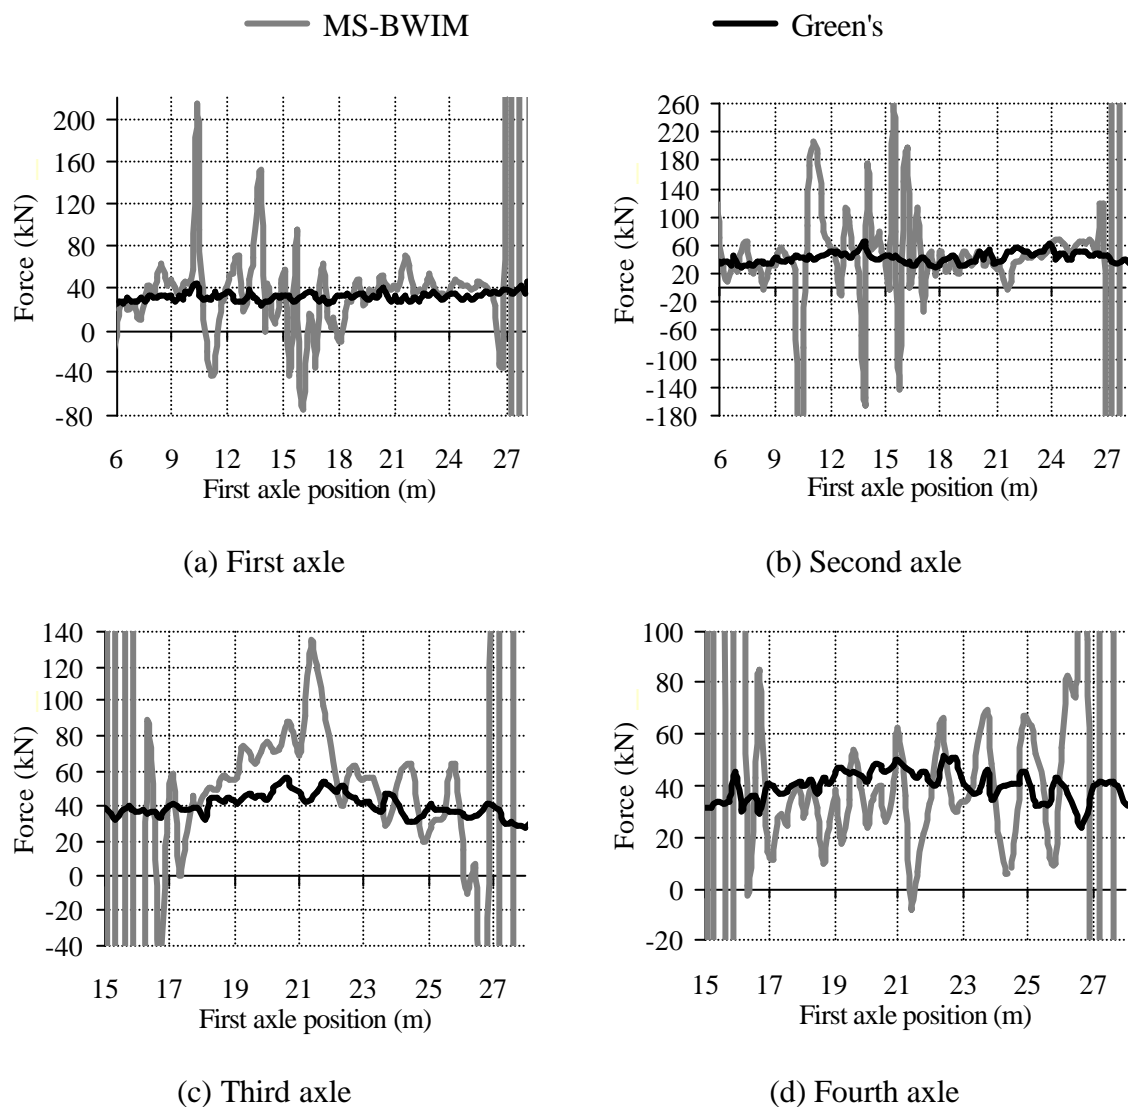 MS-BWIM Green's
200
160
120
80
40
0
-40
-80
Force (kN)
6 9 12 15 18 21 24 27
First axle position (m)
(a) First axle
260
220
180
140
100
60
20
-20
-60
-100
-140
-180
Force (kN)
6 9 12 15 18 21 24 27
First axle position (m)
(b) Second axle
140
120
100
80
60
40
20
0
-20
-40
Force (kN)
15 17 19 21 23 25 27
First axle position (m)
(c) Third axle
100
80
60
40
20
0
-20
Force (kN)
15 17 19 21 23 25 27
First axle position (m)
(d) Fourth axle